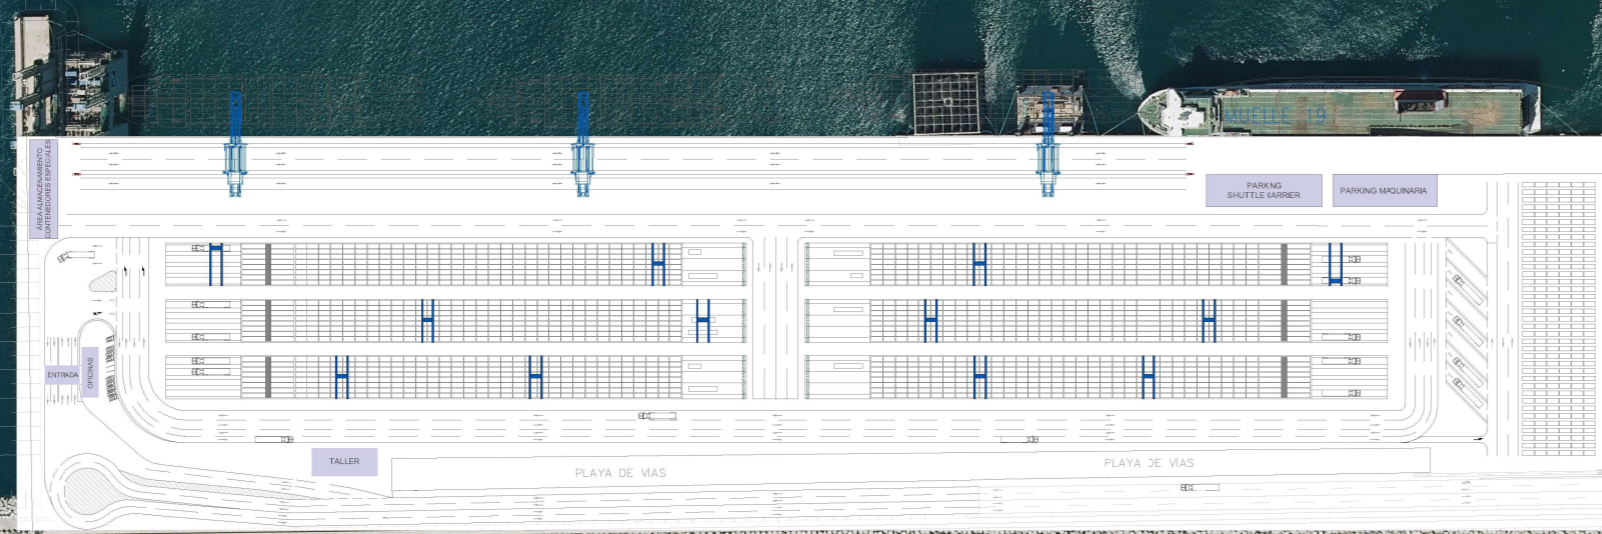 MUELLE 19
ÁREA ALMACENAMIENTO
CONTENEDORES ESPECIALES
PARKNG
SHUTTLE CARRIER
PARKING MAQUINARIA
ENTRADA
OFICINAS
TALLER
PLAYA DE VÍAS
PLAYA DE VÍAS